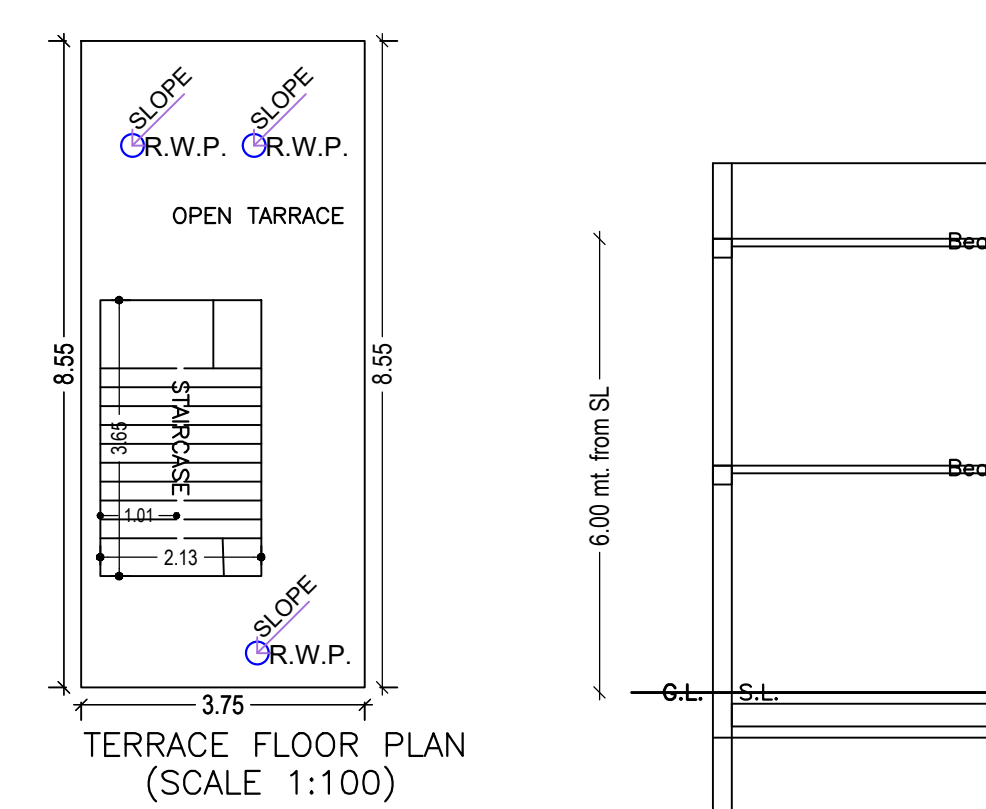 SLOPE
SLOPE
R.W.P.
R.W.P.
OPEN TARRACE
8.55
8.55
STAIRCASE
3.65
1.01
2.13
SLOPE
R.W.P.
3.75
TERRACE FLOOR PLAN
(SCALE 1:100)
6.00 mt. from SL
G.L.
S.L.